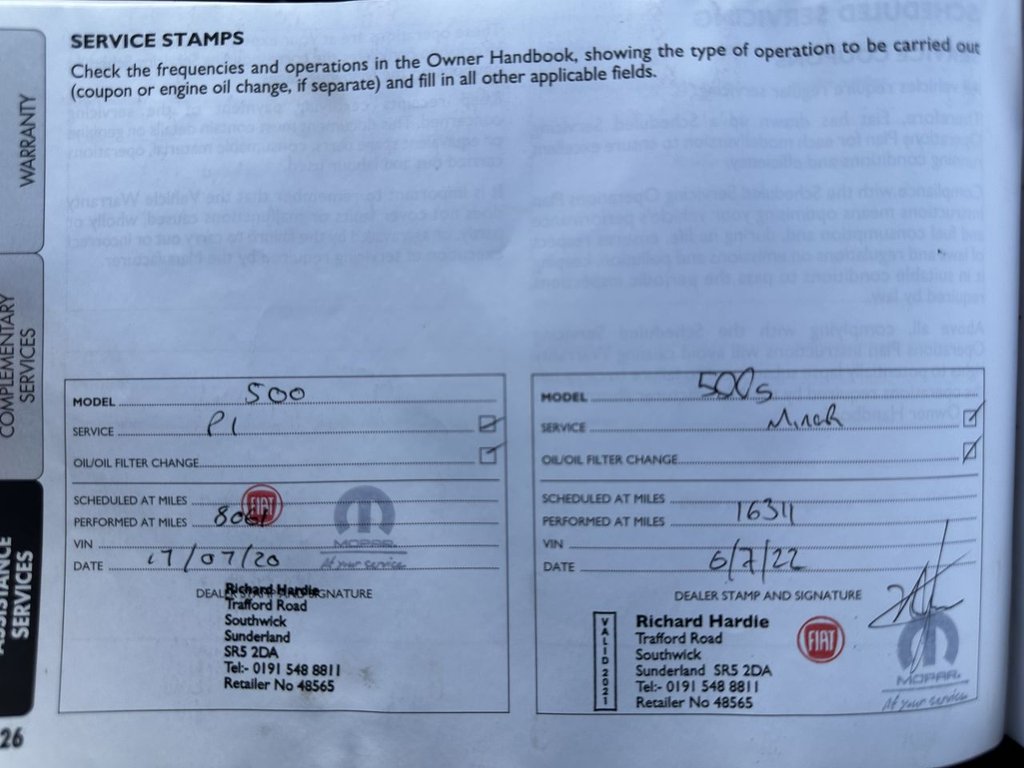 SERVICE STAMPS
Check the frequencies and operations in the Owner Handbook, showing the type of operation to be carried out
(coupon or engine oil change, if separate) and fill in all other applicable fields.
WARRANTY
COMPLEMENTARY
SERVICES
ASSISTANCE
SERVICES
MODEL 500
SERVICE P1
OIL/OIL FILTER CHANGE
SCHEDULED AT MILES
PERFORMED AT MILES 8061
VIN
DATE 17/07/20
FIAT
MOPAR
At your service
DEALER STAMP AND SIGNATURE
Richard Hardie
Trafford Road
Southwick
Sunderland
SR5 2DA
Tel:- 0191 548 8811
Retailer No 48565
MODEL 500s
SERVICE Minor
OIL/OIL FILTER CHANGE
SCHEDULED AT MILES
PERFORMED AT MILES 16311
VIN
DATE 6/7/22
DEALER STAMP AND SIGNATURE
VALID 2021
Richard Hardie
Trafford Road
Southwick
Sunderland SR5 2DA
Tel:- 0191 548 8811
Retailer No 48565
FIAT
MOPAR
At your service
26